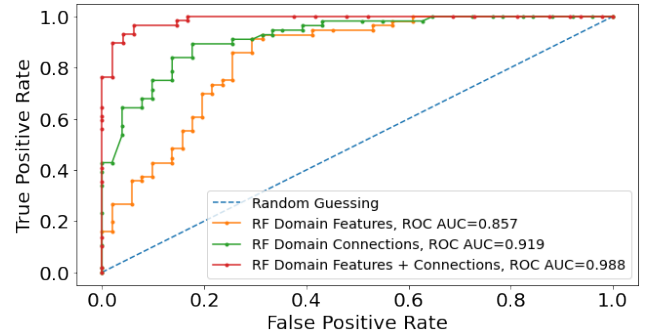 1.0
0.8
0.6
0.4
0.2
0.0
True Positive Rate
Random Guessing
RF Domain Features, ROC AUC=0.857
RF Domain Connections, ROC AUC=0.919
RF Domain Features + Connections, ROC AUC=0.988
0.0 0.2 0.4 0.6 0.8 1.0
False Positive Rate